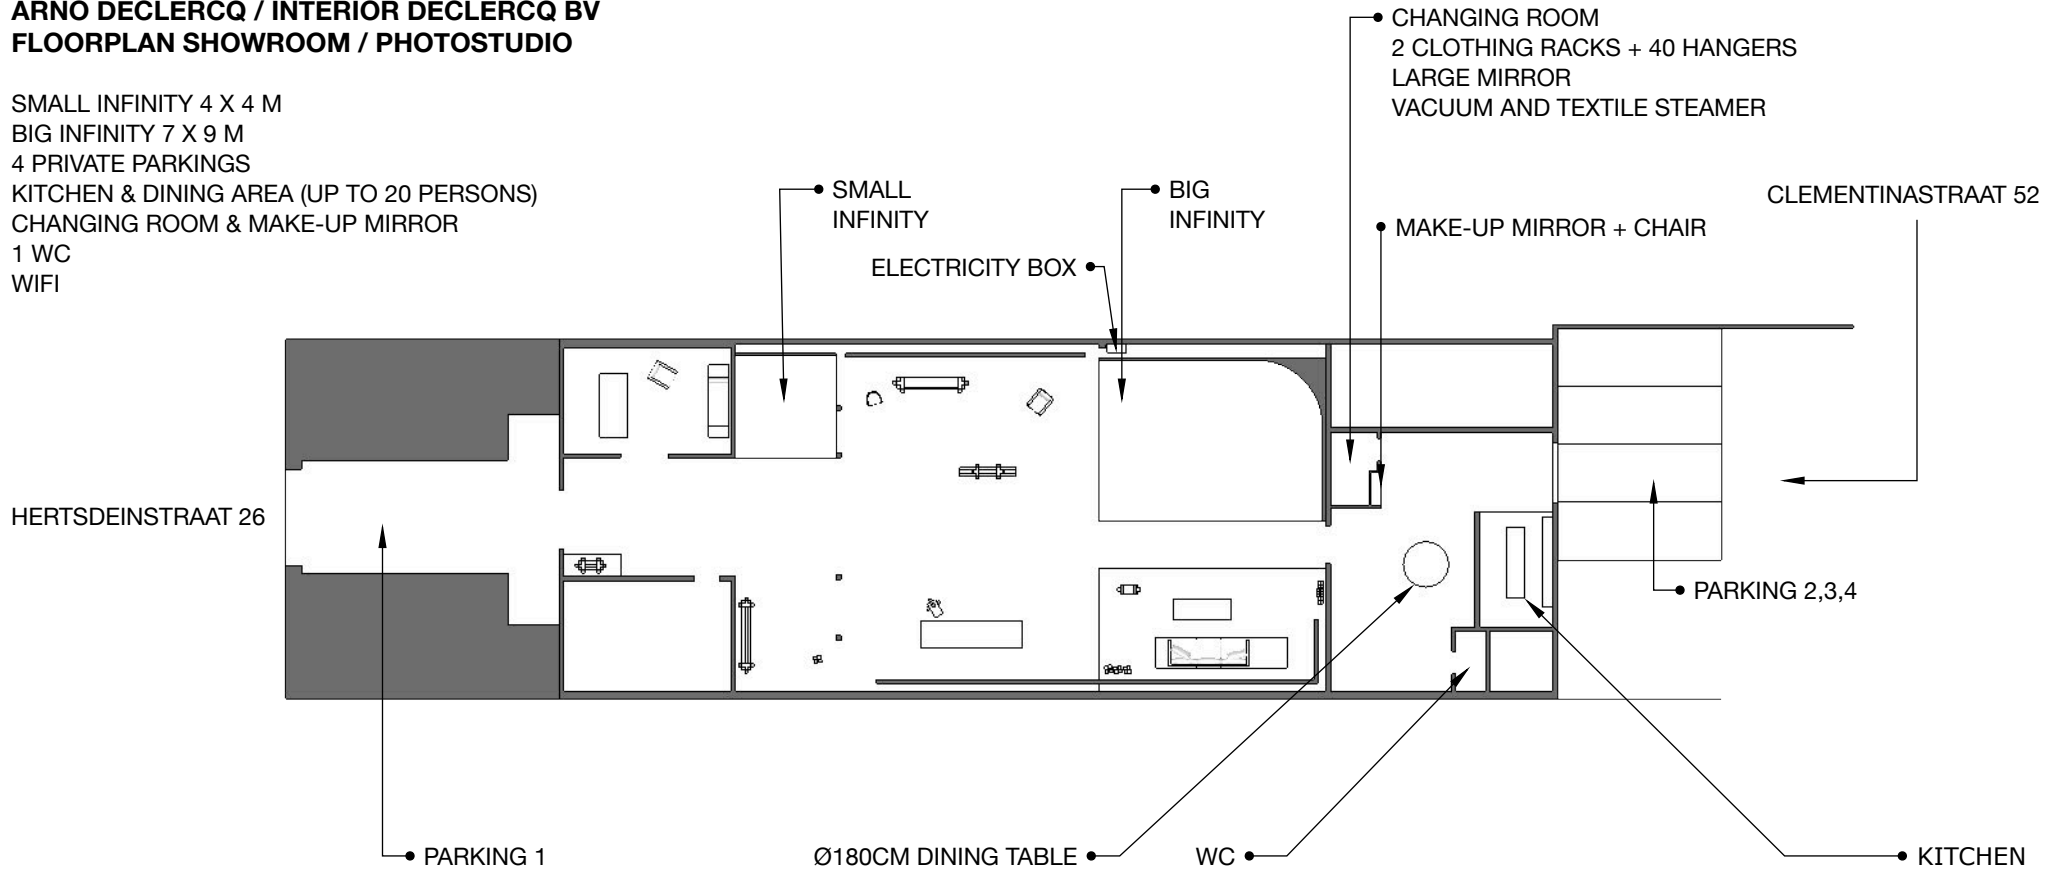 ARNO DECLERCQ / INTERIOR DECLERCQ BV
FLOORPLAN SHOWROOM / PHOTOSTUDIO
SMALL INFINITY 4 X 4 M
BIG INFINITY 7 X 9 M
4 PRIVATE PARKINGS
KITCHEN & DINING AREA (UP TO 20 PERSONS)
CHANGING ROOM & MAKE-UP MIRROR
1 WC
WIFI
CHANGING ROOM
2 CLOTHING RACKS + 40 HANGERS
LARGE MIRROR
VACUUM AND TEXTILE STEAMER
SMALL
INFINITY
BIG
INFINITY
CLEMENTINASTRAAT 52
MAKE-UP MIRROR + CHAIR
ELECTRICITY BOX
HERTSDEINSTRAAT 26
PARKING 2,3,4
PARKING 1
Ø180CM DINING TABLE
WC
KITCHEN